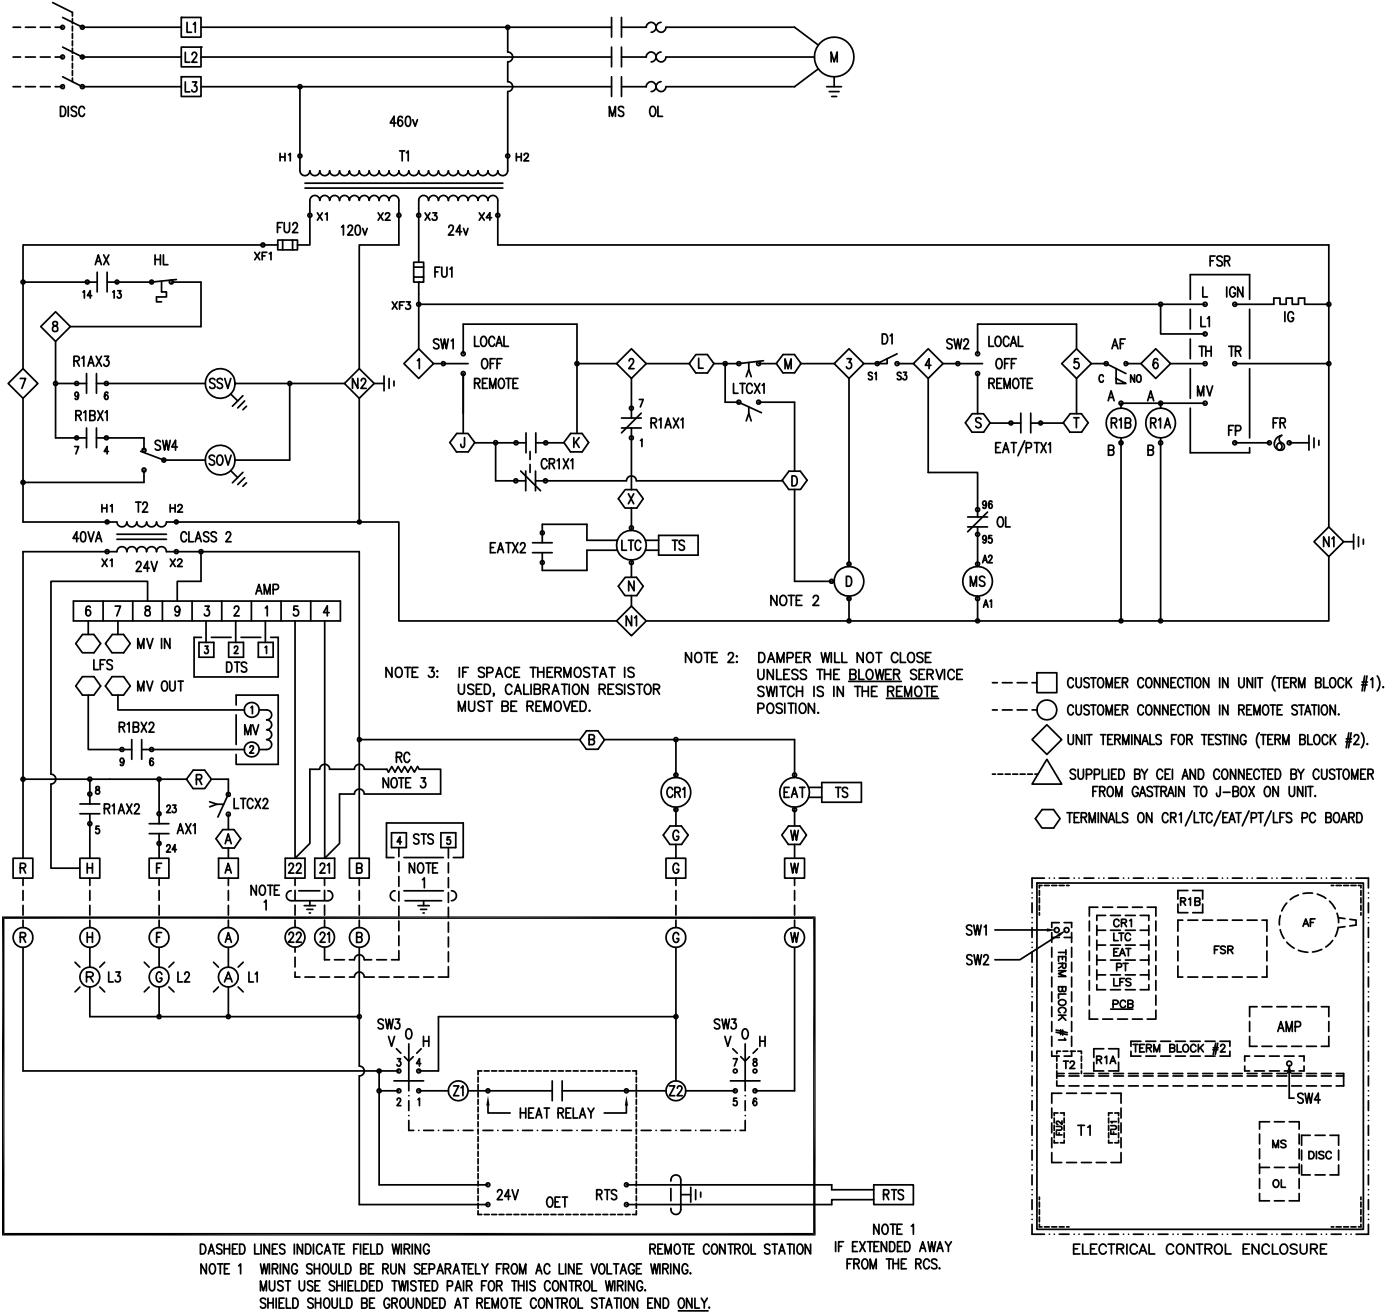 L1
L2
L3
M
DISC
MS OL
460v
H1 T1 H2
X1 X2 X3 X4
FU2 120v 24v
XF1
FU1
XF3
AX HL
14 13
8
R1AX3
9 6
SSV
7
N2
R1BX1
7 4
SW4
SOV
H1 T2 H2
40VA CLASS 2
X1 24V X2
SW1 LOCAL
OFF
REMOTE
1
2
L
M
LTCX1
3
D1
S1 S3
4
SW2 LOCAL
OFF
REMOTE
5
AF
C NO
6
FSR
L IGN
IG
L1
TH TR
MV
FP FR
A A
R1B R1A
B B
J
K
CR1X1
7
R1AX1
1
S
T
EAT/PTX1
D
X
EATX2
LTC
TS
N
N1
D
NOTE 2
96
OL
95
A2
MS
A1
N1
AMP
6 7 8 9 3 2 1 5 4
MV IN
3 2 1
DTS
LFS
MV OUT
1
MV
2
R1BX2
9 6
NOTE 3: IF SPACE THERMOSTAT IS
USED, CALIBRATION RESISTOR
MUST BE REMOVED.
NOTE 2: DAMPER WILL NOT CLOSE
UNLESS THE BLOWER SERVICE
SWITCH IS IN THE REMOTE
POSITION.
CUSTOMER CONNECTION IN UNIT (TERM BLOCK #1).
CUSTOMER CONNECTION IN REMOTE STATION.
UNIT TERMINALS FOR TESTING (TERM BLOCK #2).
SUPPLIED BY CEI AND CONNECTED BY CUSTOMER
FROM GASTRAIN TO J-BOX ON UNIT.
TERMINALS ON CR1/LTC/EAT/PT/LFS PC BOARD
B
RC
NOTE 3
R
8
R1AX2
5
23
AX1
24
LTCX2
A
CR1
EAT
TS
G
W
4 STS 5
R H F A 22 21 B G W
NOTE
1
NOTE
1
R H F A 22 21 B G W
R L3 G L2 A L1
SW3
O
V H
3 4
2 1
Z1
HEAT RELAY
Z2
SW3
O
V H
7 8
5 6
24V OET RTS
RTS
NOTE 1
IF EXTENDED AWAY
FROM THE RCS.
DASHED LINES INDICATE FIELD WIRING
REMOTE CONTROL STATION
NOTE 1 WIRING SHOULD BE RUN SEPARATELY FROM AC LINE VOLTAGE WIRING.
MUST USE SHIELDED TWISTED PAIR FOR THIS CONTROL WIRING.
SHIELD SHOULD BE GROUNDED AT REMOTE CONTROL STATION END ONLY.
SW1
SW2
TERM BLOCK #1
CR1
LTC
EAT
PT
LFS
PCB
R1B
FSR
AF
AMP
TERM BLOCK #2
T2
R1A
SW4
FU2 T1 FU1
MS
OL
DISC
ELECTRICAL CONTROL ENCLOSURE